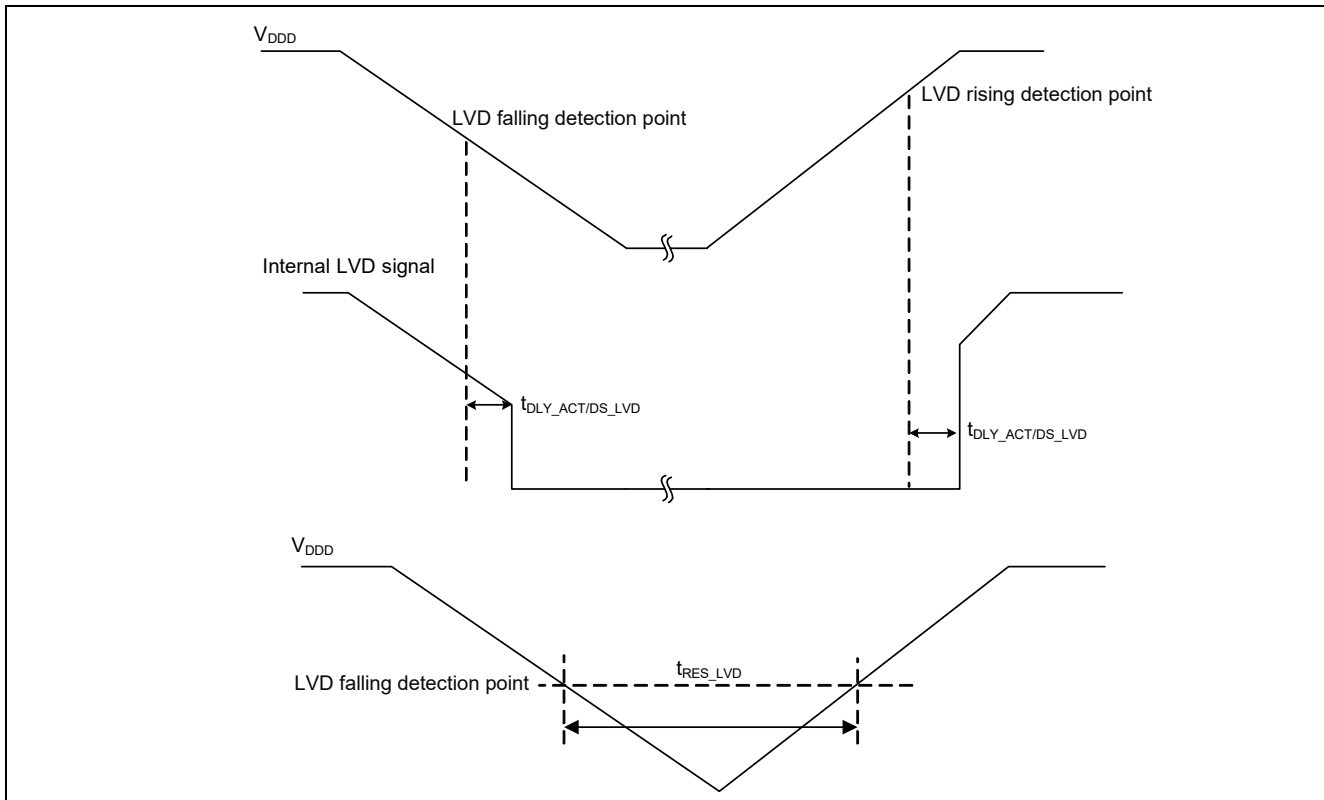 VDDD
LVD rising detection point
LVD falling detection point
Internal LVD signal
tDLY_ACT/DS_LVD
tDLY_ACT/DS_LVD
VDDD
tRES_LVD
LVD falling detection point